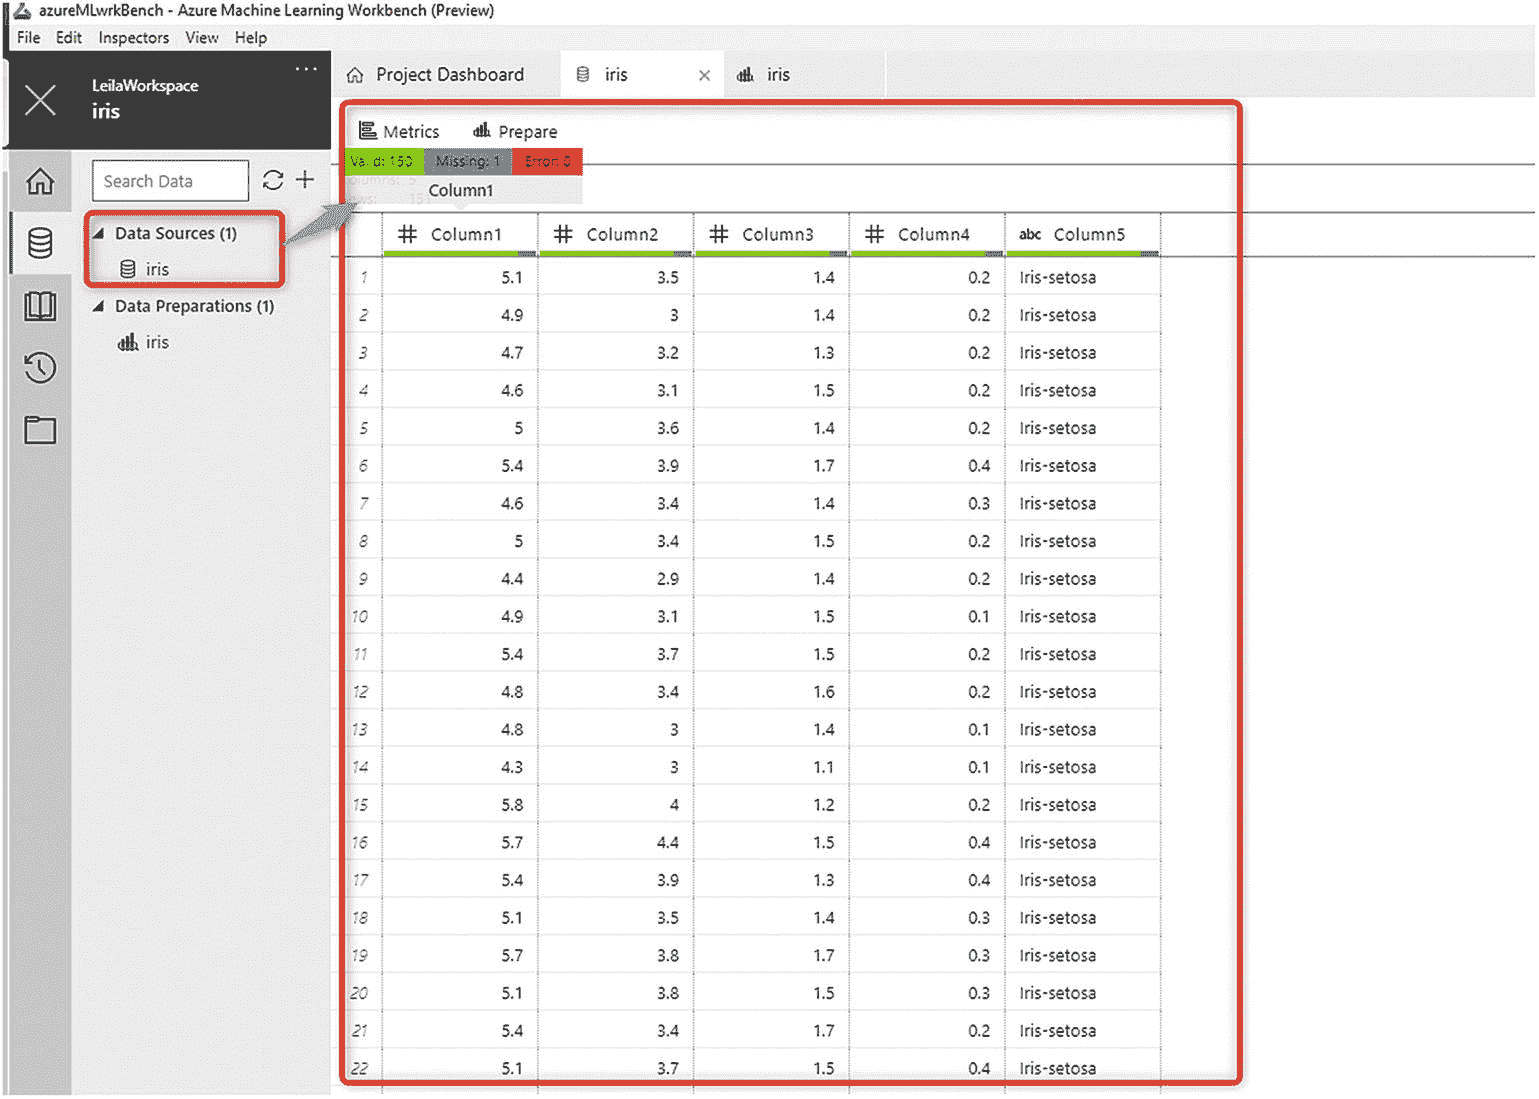 azureMLwrkBench - Azure Machine Learning Workbench (Preview)
File Edit Inspectors View Help
LeilaWorkspace
iris
...
Project Dashboard
iris
iris
Search Data
Data Sources (1)
iris
Data Preparations (1)
iris
Metrics Prepare
Valid: 150 Missing: 1 Error: 0
Column1
# Column1 # Column2 # Column3 # Column4 abc Column5
1 5.1 3.5 1.4 0.2 Iris-setosa
2 4.9 3 1.4 0.2 Iris-setosa
3 4.7 3.2 1.3 0.2 Iris-setosa
4 4.6 3.1 1.5 0.2 Iris-setosa
5 5 3.6 1.4 0.2 Iris-setosa
6 5.4 3.9 1.7 0.4 Iris-setosa
7 4.6 3.4 1.4 0.3 Iris-setosa
8 5 3.4 1.5 0.2 Iris-setosa
9 4.4 2.9 1.4 0.2 Iris-setosa
10 4.9 3.1 1.5 0.1 Iris-setosa
11 5.4 3.7 1.5 0.2 Iris-setosa
12 4.8 3.4 1.6 0.2 Iris-setosa
13 4.8 3 1.4 0.1 Iris-setosa
14 4.3 3 1.1 0.1 Iris-setosa
15 5.8 4 1.2 0.2 Iris-setosa
16 5.7 4.4 1.5 0.4 Iris-setosa
17 5.4 3.9 1.3 0.4 Iris-setosa
18 5.1 3.5 1.4 0.3 Iris-setosa
19 5.7 3.8 1.7 0.3 Iris-setosa
20 5.1 3.8 1.5 0.3 Iris-setosa
21 5.4 3.4 1.7 0.2 Iris-setosa
22 5.1 3.7 1.5 0.4 Iris-setosa